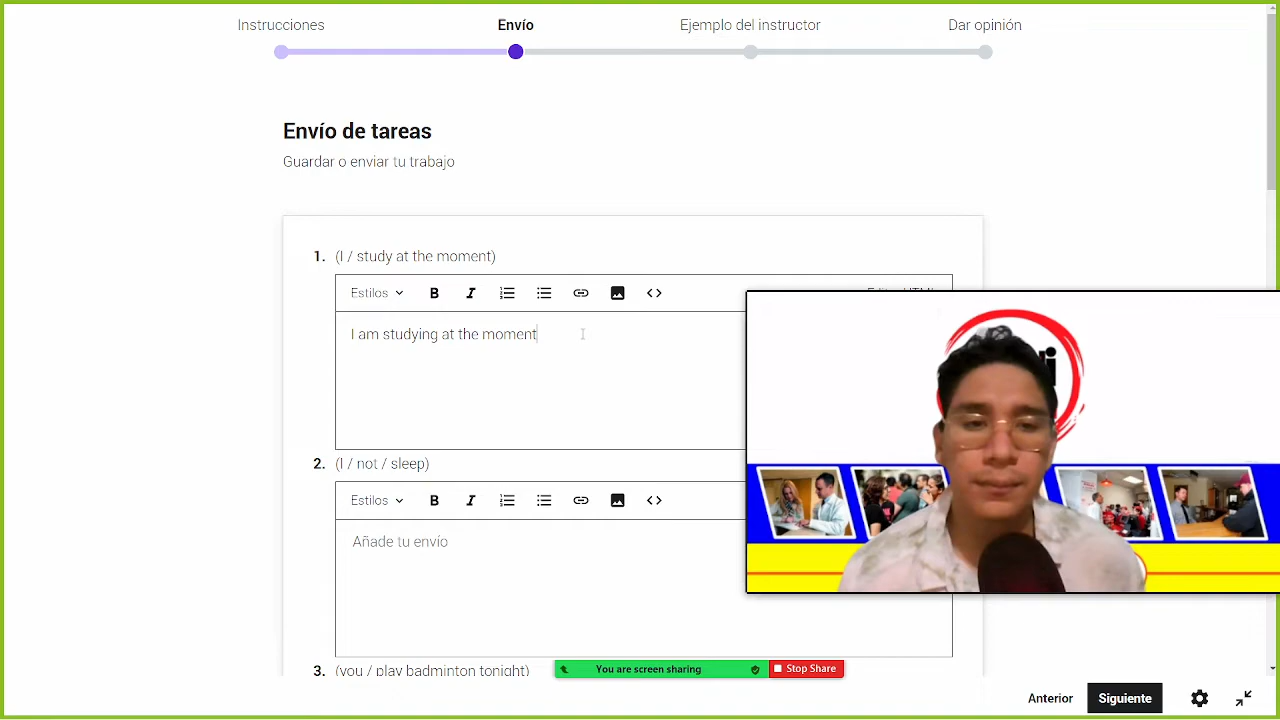 Instrucciones
Envío
Ejemplo del instructor
Dar opinión
Envío de tareas
Guardar o enviar tu trabajo
1. (I / study at the moment)
Estilos
I am studying at the moment
2. (I / not / sleep)
Estilos
Añade tu envío
3. (you / play badminton tonight)
You are screen sharing
Stop Share
Anterior
Siguiente